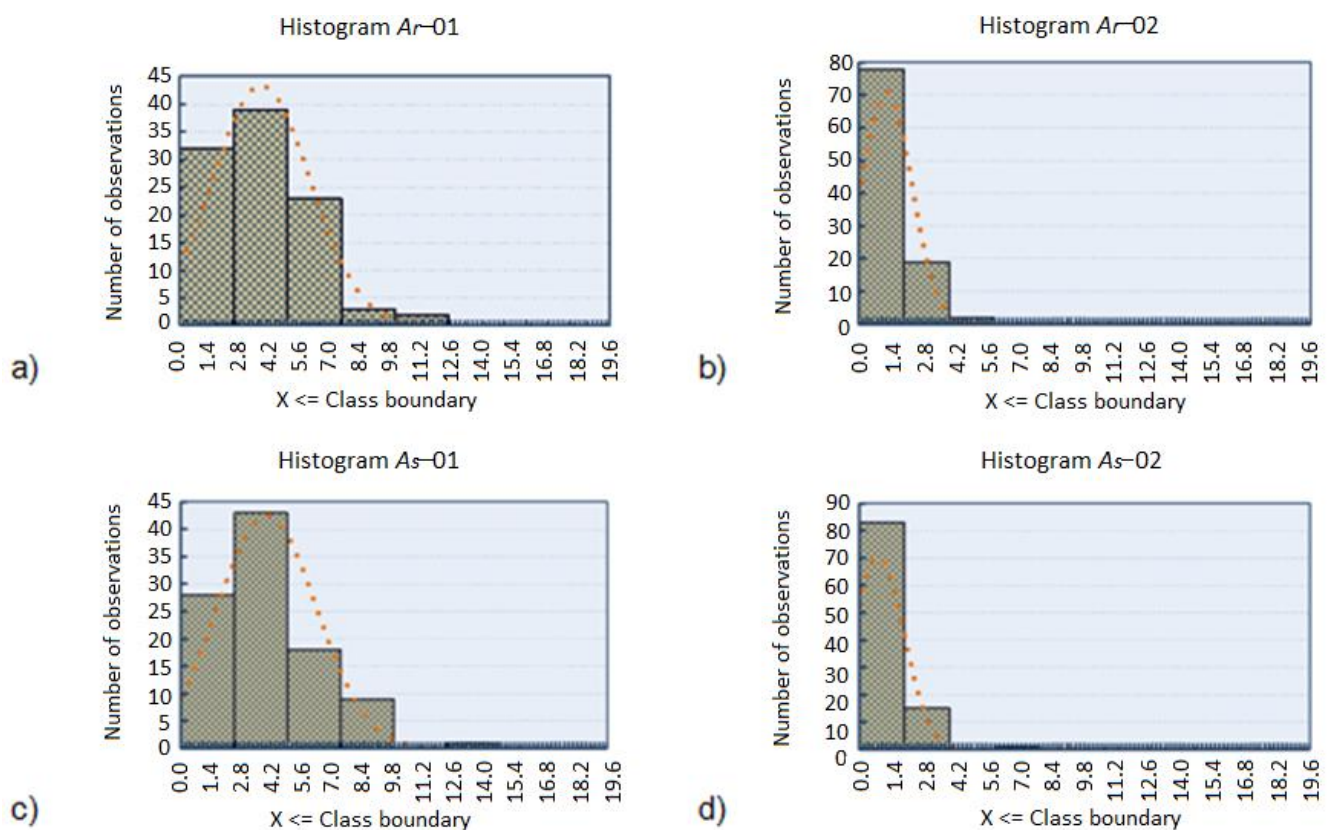 Histogram Ar–01
Number of observations
45
40
35
30
25
20
15
10
5
0
0.0 1.4 2.8 4.2 5.6 7.0 8.4 9.8 11.2 12.6 14.0 15.4 16.8 18.2 19.6
X <= Class boundary
a)
Histogram Ar–02
Number of observations
80
70
60
50
40
30
20
10
0
0.0 1.4 2.8 4.2 5.6 7.0 8.4 9.8 11.2 12.6 14.0 15.4 16.8 18.2 19.6
X <= Class boundary
b)
Histogram As–01
Number of observations
45
40
35
30
25
20
15
10
5
0
0.0 1.4 2.8 4.2 5.6 7.0 8.4 9.8 11.2 12.6 14.0 15.4 16.8 18.2 19.6
X <= Class boundary
c)
Histogram As–02
Number of observations
90
80
70
60
50
40
30
20
10
0
0.0 1.4 2.8 4.2 5.6 7.0 8.4 9.8 11.2 12.6 14.0 15.4 16.8 18.2 19.6
X <= Class boundary
d)